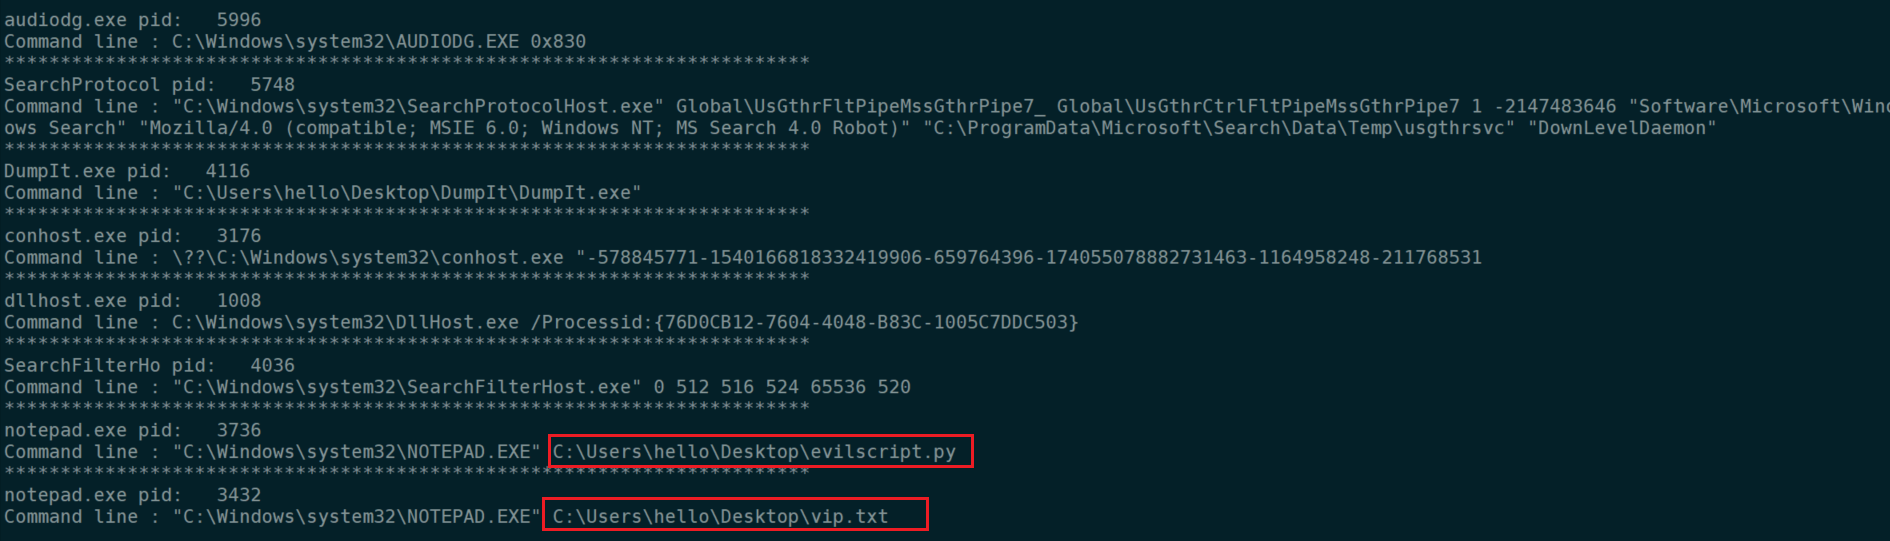 audiodg.exe pid:   5996
Command line : C:\Windows\system32\AUDIODG.EXE 0x830
************************************************************************
SearchProtocol pid:   5748
Command line : "C:\Windows\system32\SearchProtocolHost.exe" Global\UsGthrFltPipeMssGthrPipe7_ Global\UsGthrCtrlFltPipeMssGthrPipe7 1 -2147483646 "Software\Microsoft\Wind
ows Search" "Mozilla/4.0 (compatible; MSIE 6.0; Windows NT; MS Search 4.0 Robot)" "C:\ProgramData\Microsoft\Search\Data\Temp\usgthrsvc" "DownLevelDaemon"
************************************************************************
DumpIt.exe pid:   4116
Command line : "C:\Users\hello\Desktop\DumpIt\DumpIt.exe"
************************************************************************
conhost.exe pid:   3176
Command line : \??\C:\Windows\system32\conhost.exe "-578845771-1540166818332419906-659764396-174055078882731463-1164958248-211768531
************************************************************************
dllhost.exe pid:   1008
Command line : C:\Windows\system32\DllHost.exe /Processid:{76D0CB12-7604-4048-B83C-1005C7DDC503}
************************************************************************
SearchFilterHo pid:   4036
Command line : "C:\Windows\system32\SearchFilterHost.exe" 0 512 516 524 65536 520
************************************************************************
notepad.exe pid:   3736
Command line : "C:\Windows\system32\NOTEPAD.EXE" C:\Users\hello\Desktop\evilscript.py
************************************************************************
notepad.exe pid:   3432
Command line : "C:\Windows\system32\NOTEPAD.EXE" C:\Users\hello\Desktop\vip.txt